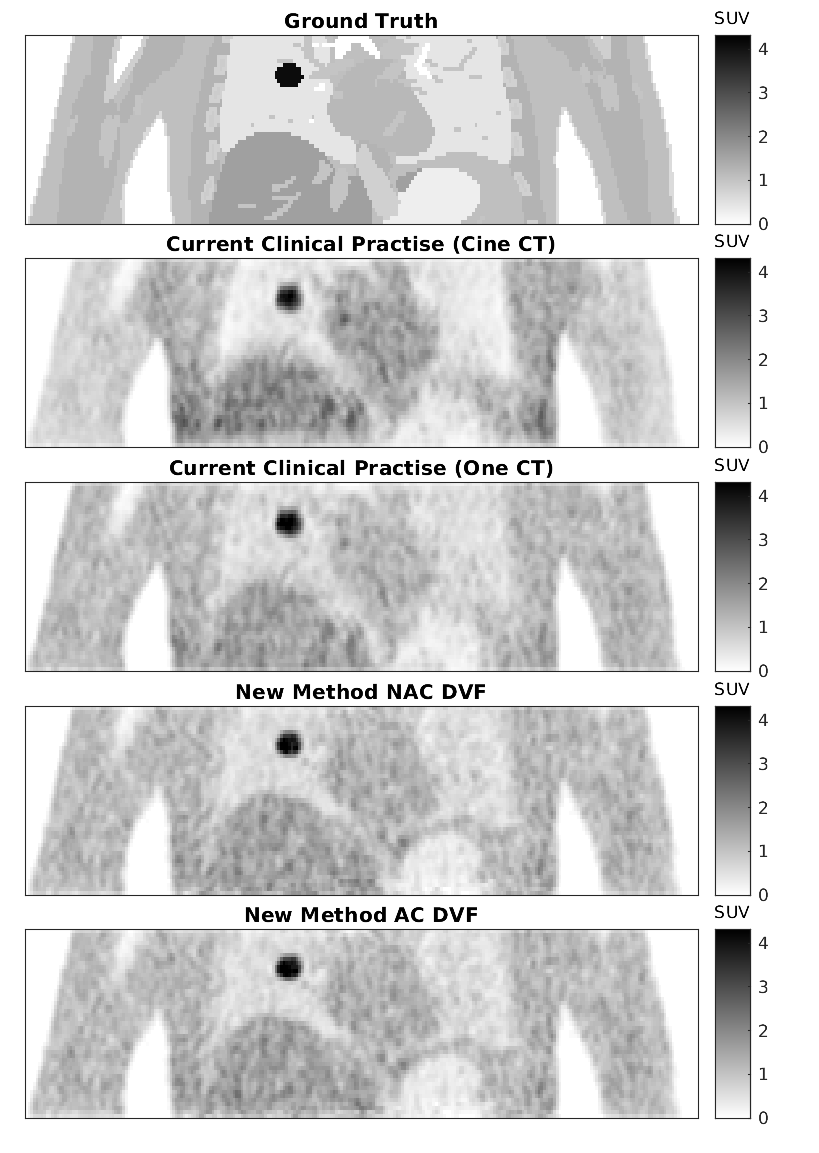 Ground Truth
SUV
4
3
2
1
0
Current Clinical Practise (Cine CT)
SUV
4
3
2
1
0
Current Clinical Practise (One CT)
SUV
4
3
2
1
0
New Method NAC DVF
SUV
4
3
2
1
0
New Method AC DVF
SUV
4
3
2
1
0